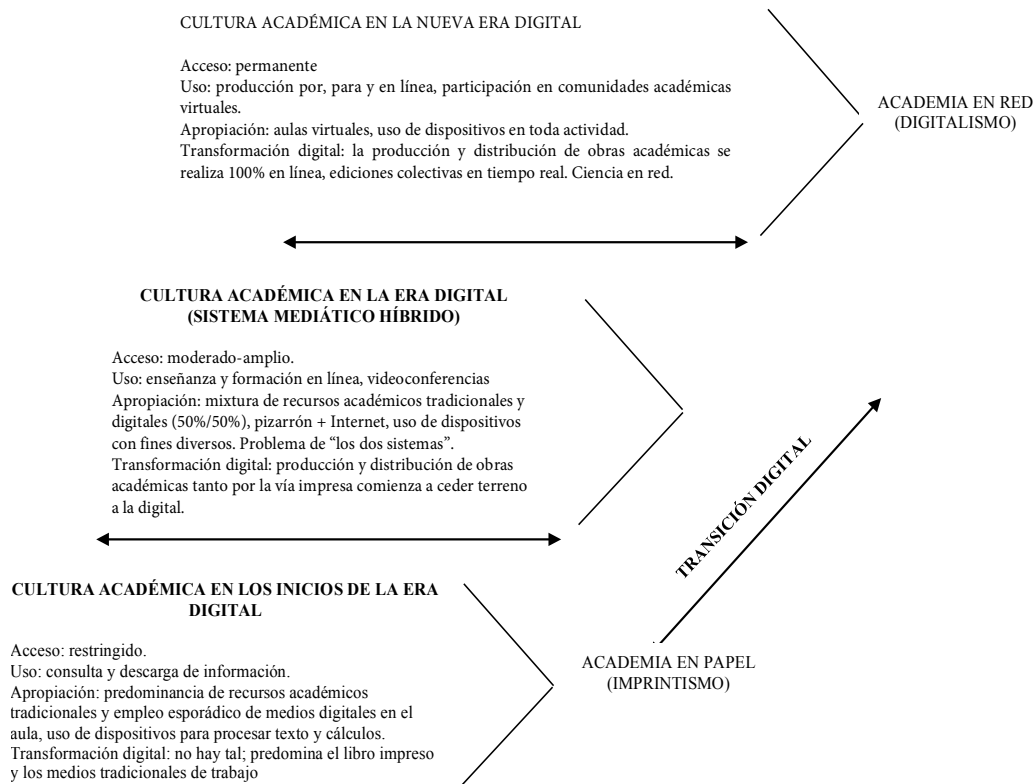 CULTURA ACADÉMICA EN LA NUEVA ERA DIGITAL
Acceso: permanente
Uso: producción por, para y en línea, participación en comunidades académicas
virtuales.
Apropiación: aulas virtuales, uso de dispositivos en toda actividad.
Transformación digital: la producción y distribución de obras académicas se
realiza 100% en línea, ediciones colectivas en tiempo real. Ciencia en red.
ACADEMIA EN RED
(DIGITALISMO)
CULTURA ACADÉMICA EN LA ERA DIGITAL
(SISTEMA MEDIÁTICO HÍBRIDO)
Acceso: moderado-amplio.
Uso: enseñanza y formación en línea, videoconferencias
Apropiación: mixtura de recursos académicos tradicionales y
digitales (50%/50%), pizarrón + Internet, uso de dispositivos
con fines diversos. Problema de “los dos sistemas”.
Transformación digital: producción y distribución de obras
académicas tanto por la vía impresa comienza a ceder terreno
a la digital.
TRANSICIÓN DIGITAL
CULTURA ACADÉMICA EN LOS INICIOS DE LA ERA
DIGITAL
Acceso: restringido.
Uso: consulta y descarga de información.
Apropiación: predominancia de recursos académicos
tradicionales y empleo esporádico de medios digitales en el
aula, uso de dispositivos para procesar texto y cálculos.
Transformación digital: no hay tal; predomina el libro impreso
y los medios tradicionales de trabajo
ACADEMIA EN PAPEL
(IMPRINTISMO)